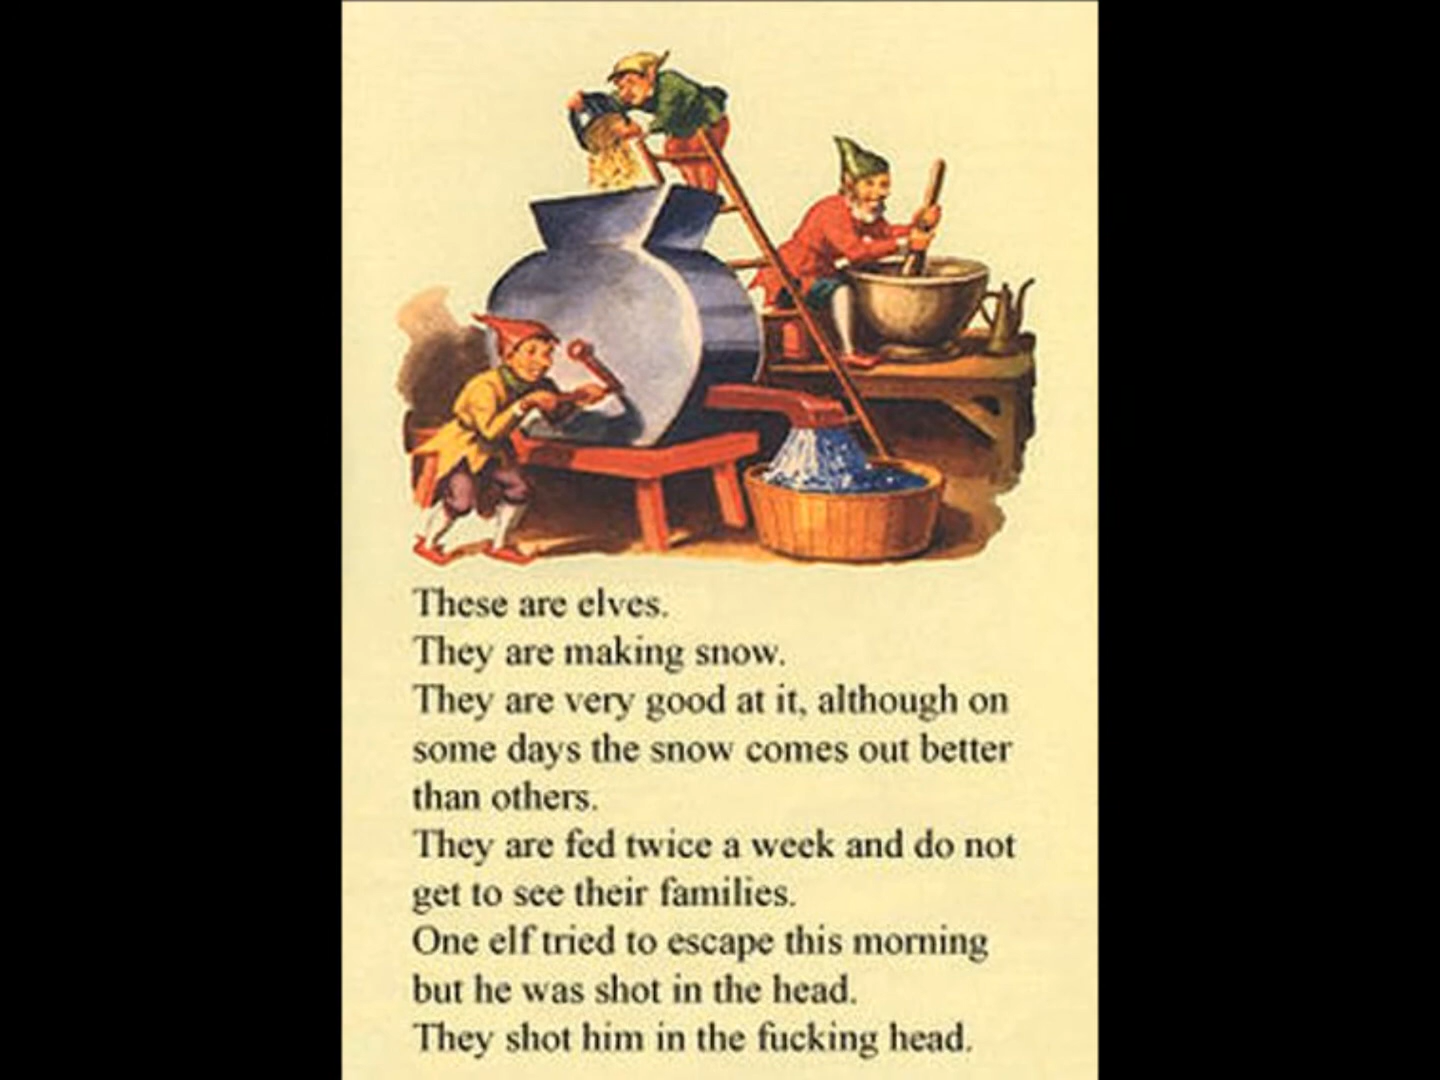 These are elves.
They are making snow.
They are very good at it, although on
some days the snow comes out better
than others.
They are fed twice a week and do not
get to see their families.
One elf tried to escape this morning
but he was shot in the head.
They shot him in the fucking head.